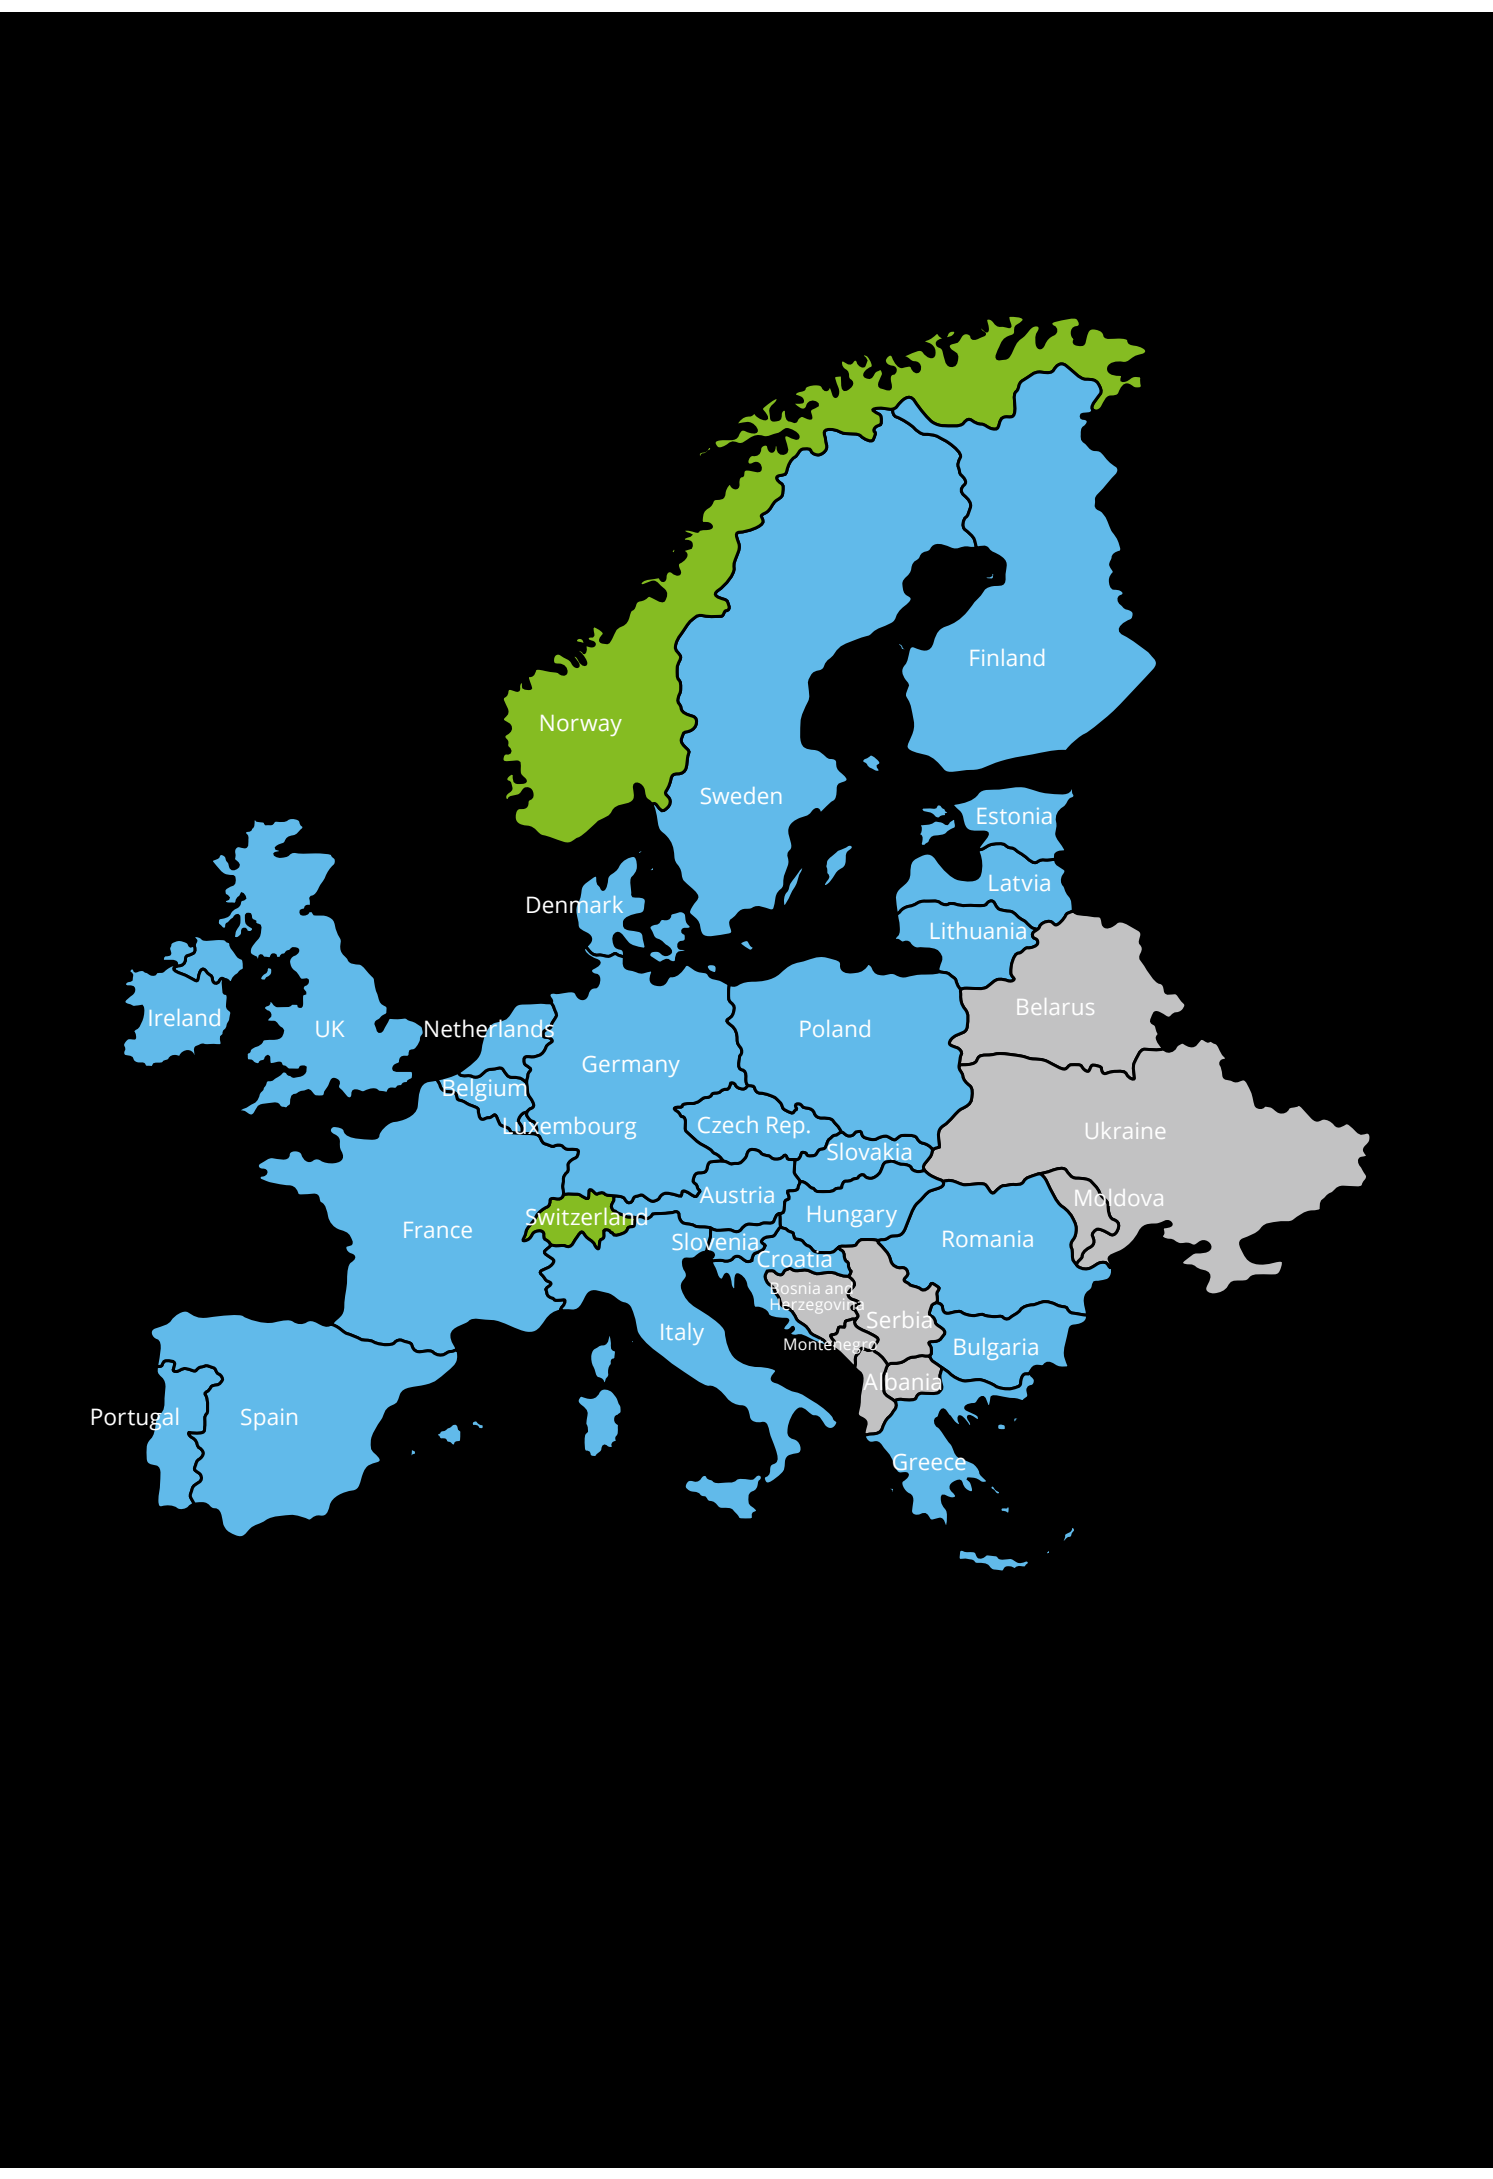 Finland
Norway
Sweden
Estonia
Latvia
Denmark
Lithuania
Belarus
Ireland
UK
Netherlands
Poland
Germany
Belgium
Luxembourg
Czech Rep.
Ukraine
Slovakia
Austria
Moldova
Switzerland
Hungary
France
Slovenia
Romania
Croatia
Bosnia and
Herzegovina
Serbia
Italy
Montenegro
Bulgaria
Albania
Portugal
Spain
Greece